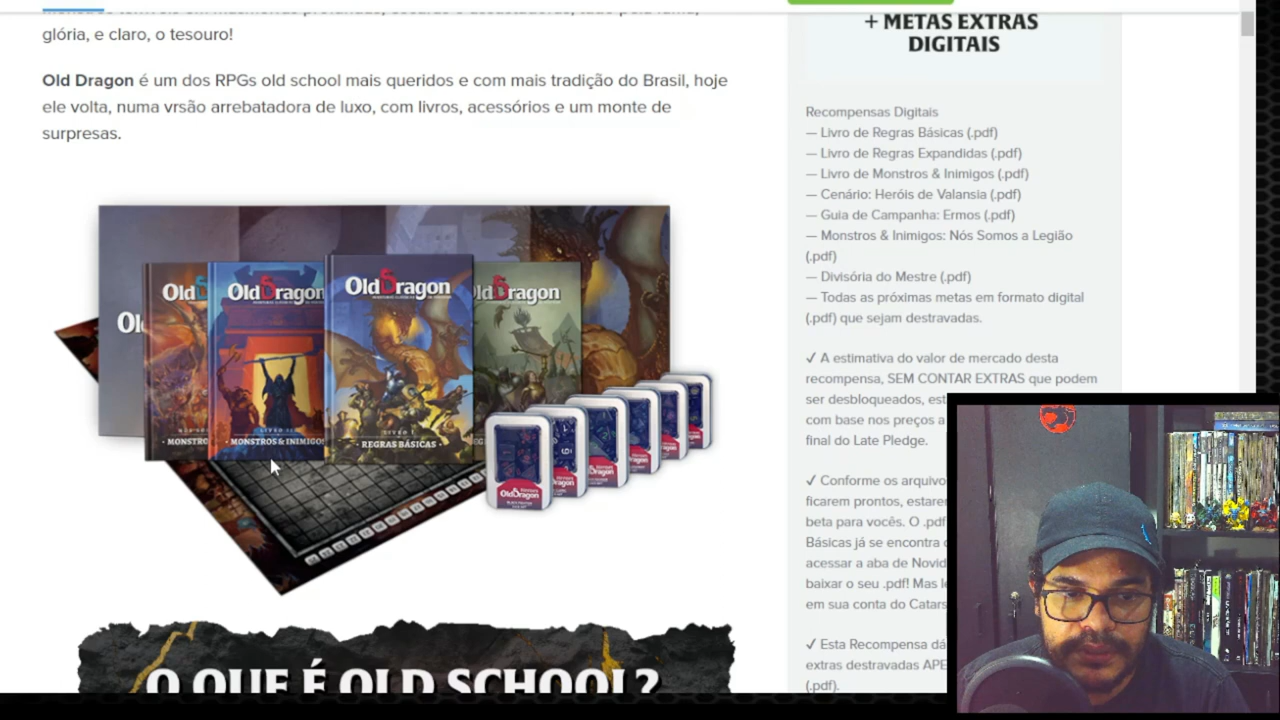 glória, e claro, o tesouro!
Old Dragon é um dos RPGs old school mais queridos e com mais tradição do Brasil, hoje
ele volta, numa vrsão arrebatadora de luxo, com livros, acessórios e um monte de
surpresas.
Old Dragon
Old Dragon
Old Dragon
LIVRO I
· MONSTROS & INIMIGOS
· REGRAS BÁSICAS ·
O QUE É OLD SCHOOL?
+ METAS EXTRAS
DIGITAIS
Recompensas Digitais
— Livro de Regras Básicas (.pdf)
— Livro de Regras Expandidas (.pdf)
— Livro de Monstros & Inimigos (.pdf)
— Cenário: Heróis de Valansia (.pdf)
— Guia de Campanha: Ermos (.pdf)
— Monstros & Inimigos: Nós Somos a Legião
(.pdf)
— Divisória do Mestre (.pdf)
— Todas as próximas metas em formato digital
(.pdf) que sejam destravadas.
✓ A estimativa do valor de mercado desta
recompensa, SEM CONTAR EXTRAS que podem
ser desbloqueados, est
com base nos preços a
final do Late Pledge.
✓ Conforme os arquivo
ficarem prontos, estare
beta para vocês. O .pdf
Básicas já se encontra
acessar a aba de Novid
baixar o seu .pdf! Mas l
em sua conta do Catars
✓ Esta Recompensa dá
extras destravadas APE
(.pdf).